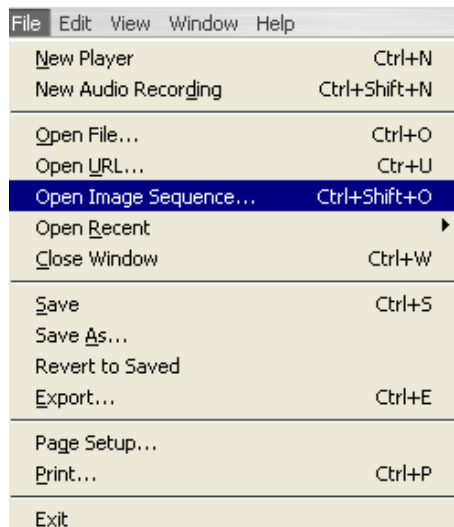 File Edit View Window Help
New Player Ctrl+N
New Audio Recording Ctrl+Shift+N
Open File... Ctrl+O
Open URL... Ctr+U
Open Image Sequence... Ctrl+Shift+O
Open Recent
Close Window Ctrl+W
Save Ctrl+S
Save As...
Revert to Saved
Export... Ctrl+E
Page Setup...
Print... Ctrl+P
Exit